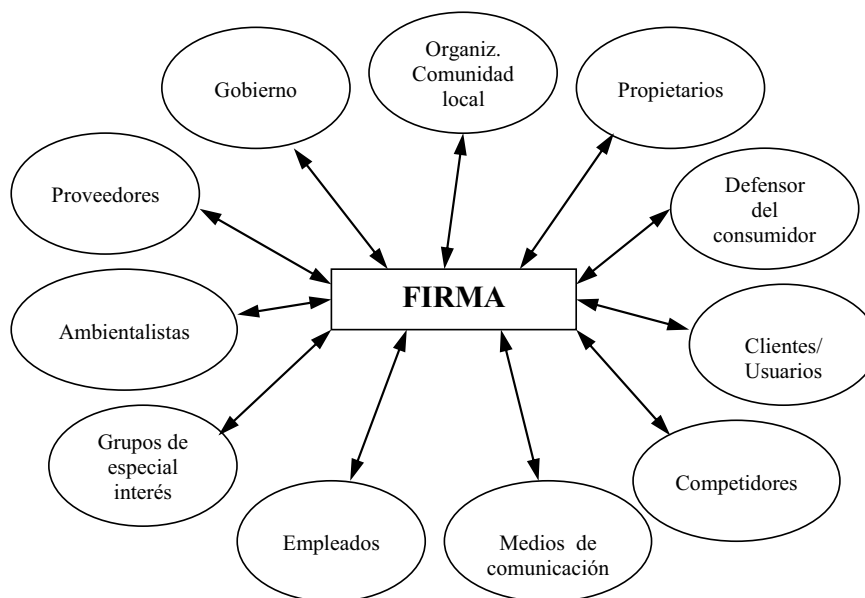 Organiz.
Comunidad
local
Gobierno
Propietarios
Proveedores
Defensor
del
consumidor
FIRMA
Ambientalistas
Clientes/
Usuarios
Grupos de
especial
interés
Competidores
Empleados
Medios de
comunicación